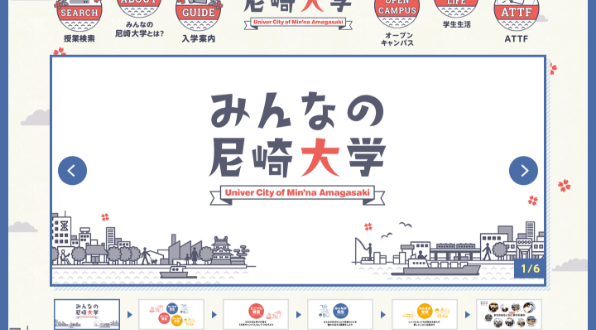 SEARCH
授業検索
ABOUT
みんなの
尼崎大学とは?
GUIDE
入学案内
尼崎大学
Univer City of Min'na Amagasaki
OPEN
CAMPUS
オープン
キャンパス
LIFE
学生生活
ATTF
ATTF
みんなの
尼崎大学
Univer City of Min'na Amagasaki
1/6
みんなの
尼崎大学